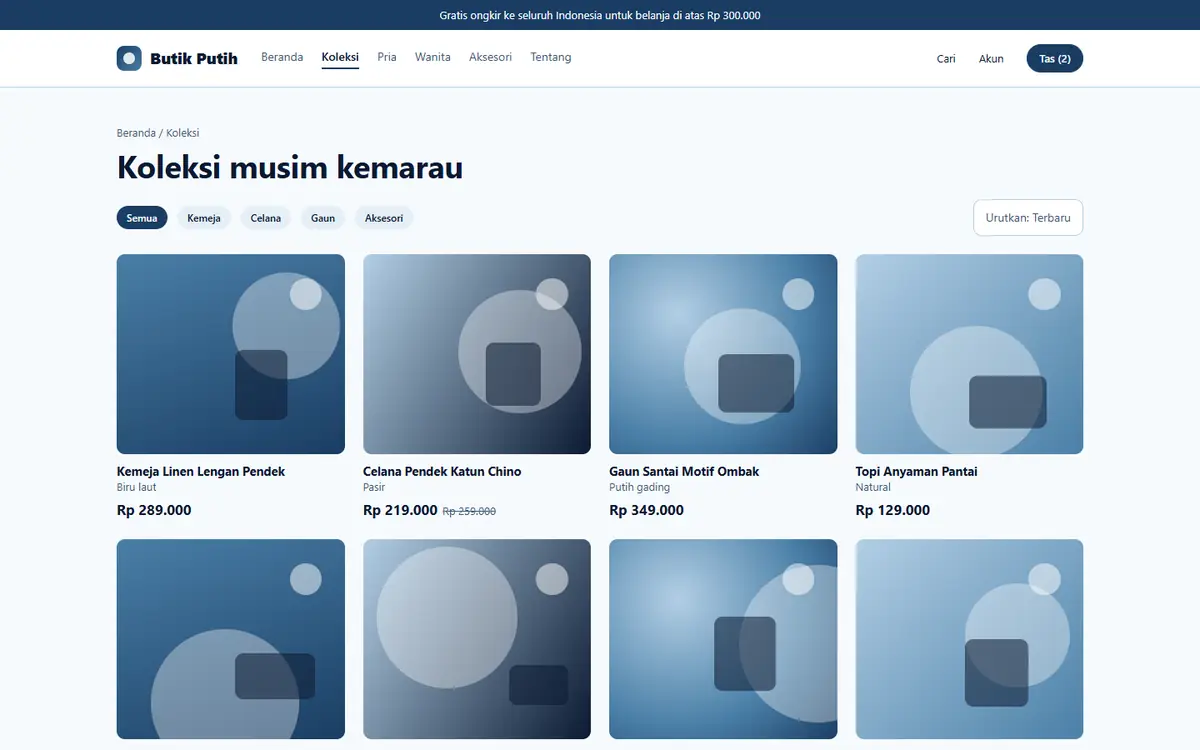 Gratis ongkir ke seluruh Indonesia untuk belanja di atas Rp 300.000
Butik Putih
Beranda
Koleksi
Pria
Wanita
Aksesori
Tentang
Cari
Akun
Tas (2)
Beranda / Koleksi
Koleksi musim kemarau
Semua
Kemeja
Celana
Gaun
Aksesori
Urutkan: Terbaru
Kemeja Linen Lengan Pendek
Biru laut
Rp 289.000
Celana Pendek Katun Chino
Pasir
Rp 219.000 Rp 259.000
Gaun Santai Motif Ombak
Putih gading
Rp 349.000
Topi Anyaman Pantai
Natural
Rp 129.000